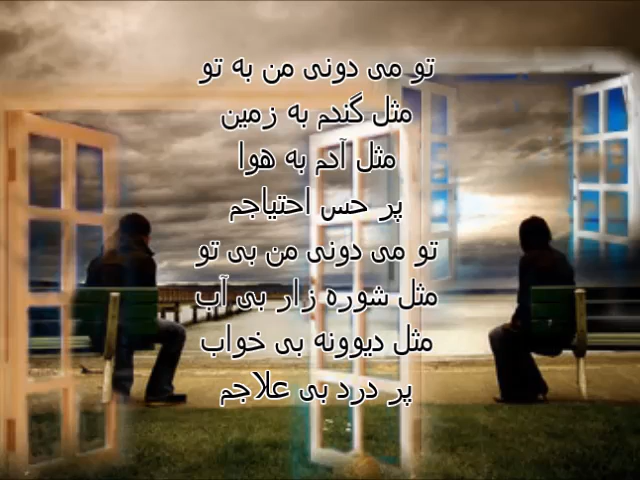 تو می دونی من به تو
مثل گندم به زمین
مثل آدم به هوا
پر حس احتیاجم
تو می دونی من بی تو
مثل شوره زار بی آب
مثل دیوونه بی خواب
پر درد بی علاجم